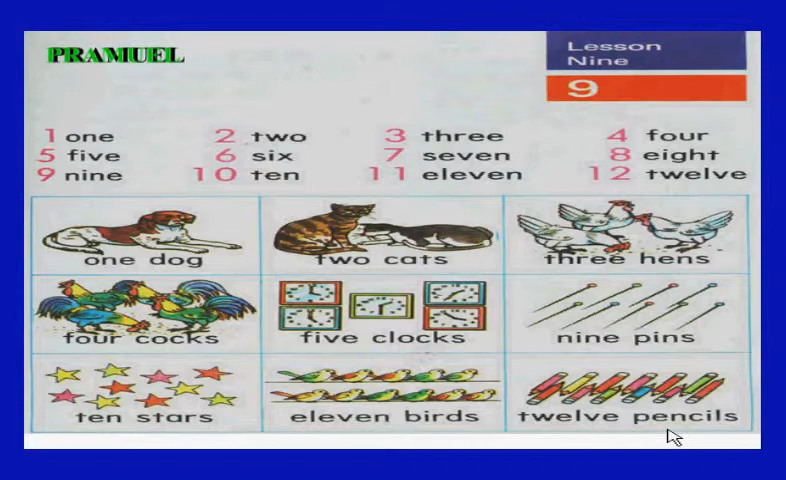 PRAMUEL
Lesson
Nine
9
1 one 2 two 3 three 4 four
5 five 6 six 7 seven 8 eight
9 nine 10 ten 11 eleven 12 twelve
one dog two cats three hens
four cocks five clocks nine pins
ten stars eleven birds twelve pencils